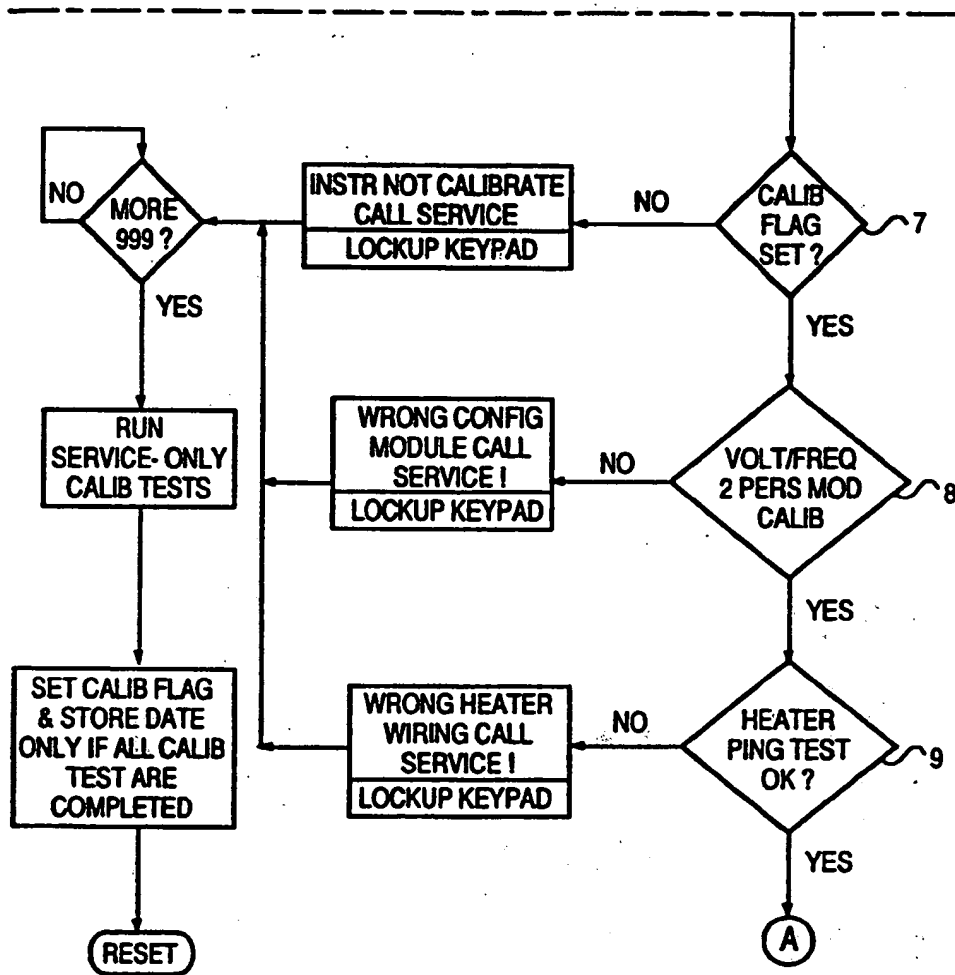 CALIB
FLAG
SET ?
7
NO
INSTR NOT CALIBRATE
CALL SERVICE
LOCKUP KEYPAD
MORE
999 ?
NO
YES
YES
RUN
SERVICE- ONLY
CALIB TESTS
WRONG CONFIG
MODULE CALL
SERVICE !
LOCKUP KEYPAD
NO
VOLT/FREQ
2 PERS MOD
CALIB
8
YES
SET CALIB FLAG
& STORE DATE
ONLY IF ALL CALIB
TEST ARE
COMPLETED
WRONG HEATER
WIRING CALL
SERVICE !
LOCKUP KEYPAD
NO
HEATER
PING TEST
OK ?
9
YES
RESET
A